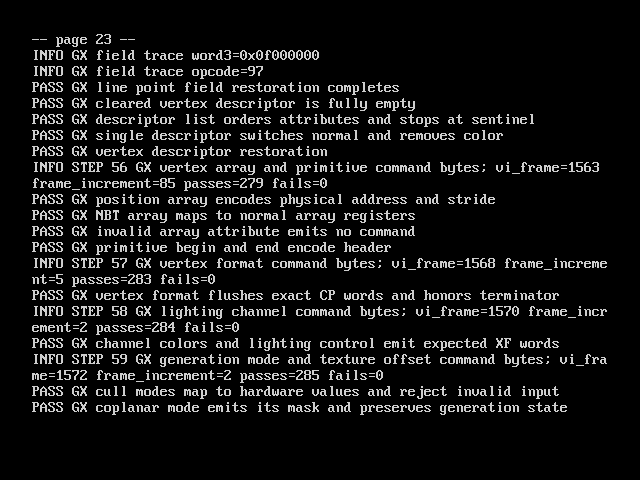 -- page 23 --
INFO GX field trace word3=0x0f000000
INFO GX field trace opcode=97
PASS GX line point field restoration completes
PASS GX cleared vertex descriptor is fully empty
PASS GX descriptor list orders attributes and stops at sentinel
PASS GX single descriptor switches normal and removes color
PASS GX vertex descriptor restoration
INFO STEP 56 GX vertex array and primitive command bytes; vi_frame=1563
frame_increment=85 passes=279 fails=0
PASS GX position array encodes physical address and stride
PASS GX NBT array maps to normal array registers
PASS GX invalid array attribute emits no command
PASS GX primitive begin and end encode header
INFO STEP 57 GX vertex format command bytes; vi_frame=1568 frame_increme
nt=5 passes=283 fails=0
PASS GX vertex format flushes exact CP words and honors terminator
INFO STEP 58 GX lighting channel command bytes; vi_frame=1570 frame_incr
ement=2 passes=284 fails=0
PASS GX channel colors and lighting control emit expected XF words
INFO STEP 59 GX generation mode and texture offset command bytes; vi_fra
me=1572 frame_increment=2 passes=285 fails=0
PASS GX cull modes map to hardware values and reject invalid input
PASS GX coplanar mode emits its mask and preserves generation state